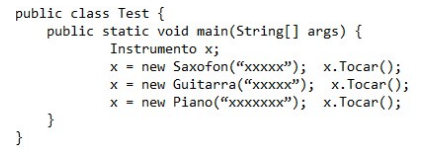 public class Test {
public static void main(String[] args) {
Instrumento x;
x = new Saxofon(“xxxxx”);  x.Tocar();
x = new Guitarra(“xxxxx”);  x.Tocar();
x = new Piano(“xxxxxxx”);  x.Tocar();
}
}